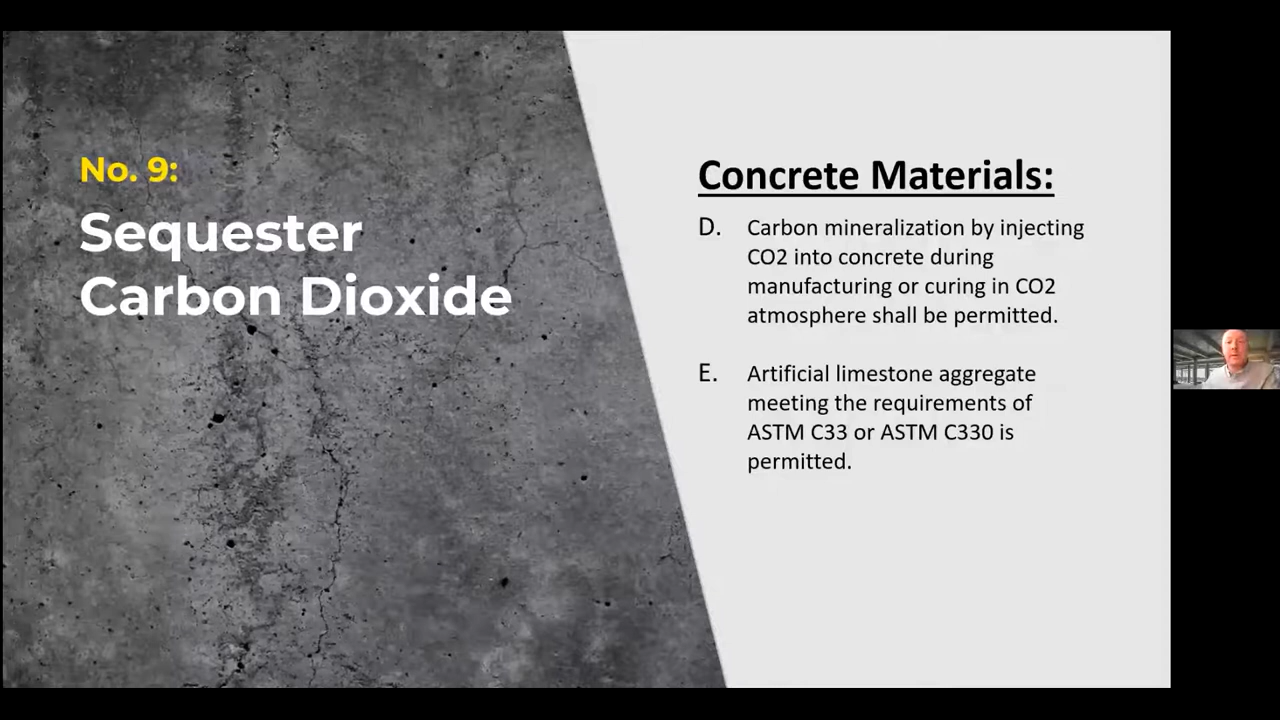 No. 9:
Sequester
Carbon Dioxide
Concrete Materials:
D. Carbon mineralization by injecting
CO2 into concrete during
manufacturing or curing in CO2
atmosphere shall be permitted.
E. Artificial limestone aggregate
meeting the requirements of
ASTM C33 or ASTM C330 is
permitted.